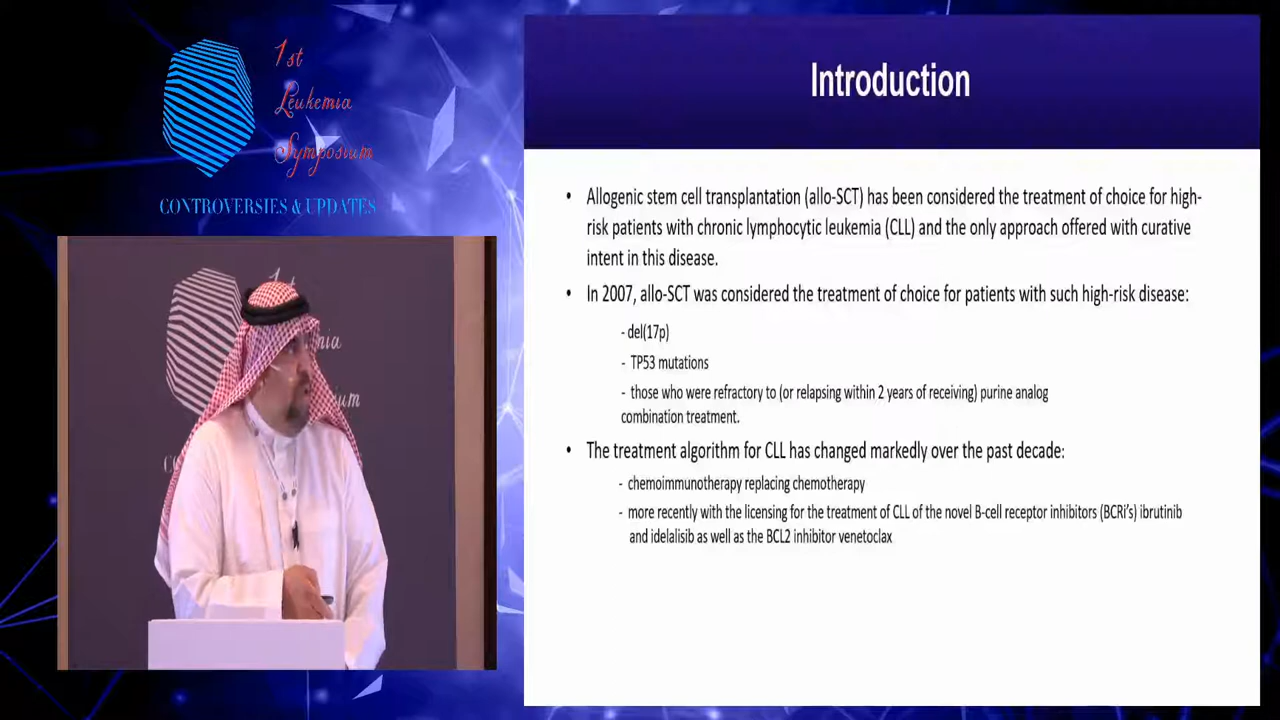 1st
Leukemia
Symposium
CONTROVERSIES & UPDATES
1st
nia
ium
C
Introduction
• Allogenic stem cell transplantation (allo-SCT) has been considered the treatment of choice for high-
risk patients with chronic lymphocytic leukemia (CLL) and the only approach offered with curative
intent in this disease.
• In 2007, allo-SCT was considered the treatment of choice for patients with such high-risk disease:
- del(17p)
- TP53 mutations
- those who were refractory to (or relapsing within 2 years of receiving) purine analog
combination treatment.
• The treatment algorithm for CLL has changed markedly over the past decade:
- chemoimmunotherapy replacing chemotherapy
- more recently with the licensing for the treatment of CLL of the novel B-cell receptor inhibitors (BCRi's) ibrutinib
and idelalisib as well as the BCL2 inhibitor venetoclax